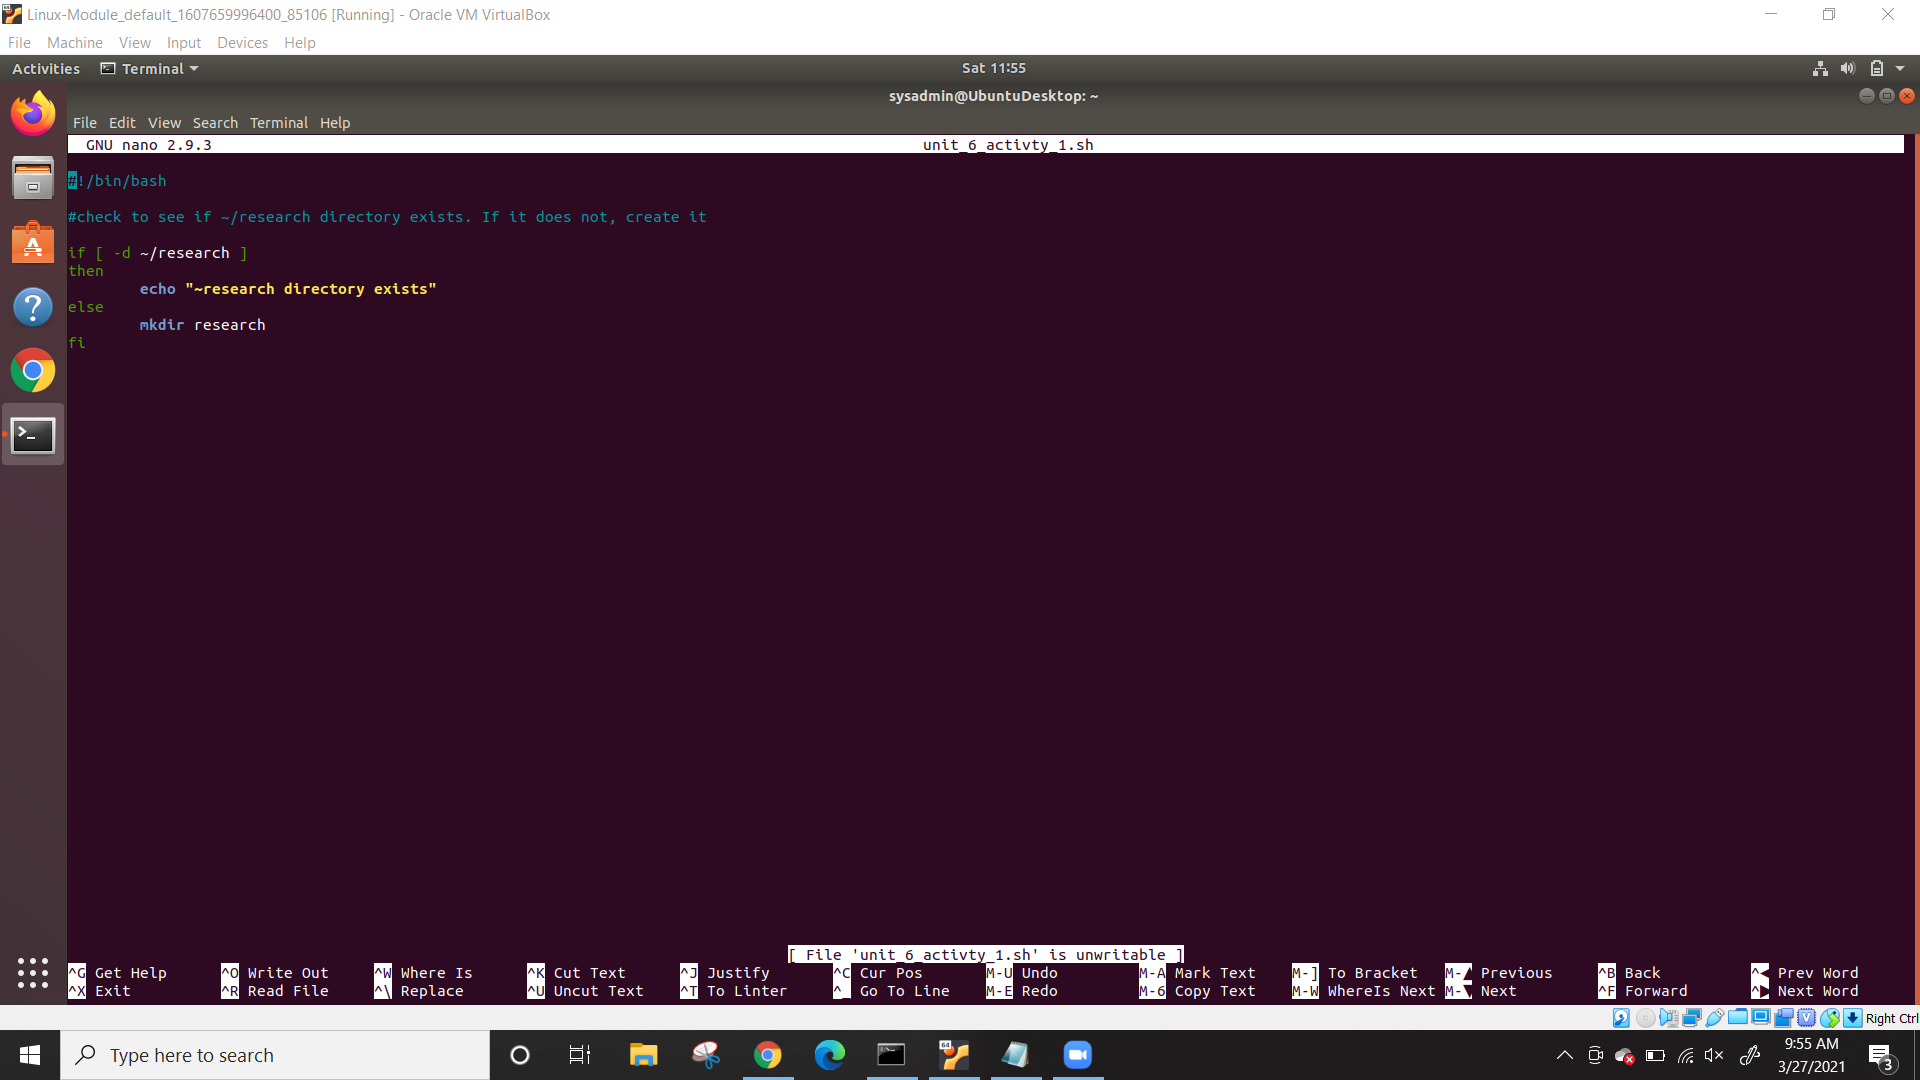 Linux-Module_default_1607659996400_85106 [Running] - Oracle VM VirtualBox
File Machine View Input Devices Help
Activities Terminal Sat 11:55
sysadmin@UbuntuDesktop: ~
File Edit View Search Terminal Help
GNU nano 2.9.3 unit_6_activty_1.sh
#!/bin/bash
#check to see if ~/research directory exists. If it does not, create it
if [ -d ~/research ]
then
echo "~research directory exists"
else
mkdir research
fi
[ File 'unit_6_activty_1.sh' is unwritable ]
^G Get Help ^O Write Out ^W Where Is ^K Cut Text ^J Justify ^C Cur Pos M-U Undo M-A Mark Text M-] To Bracket M-▲ Previous ^B Back ^◀ Prev Word
^X Exit ^R Read File ^\ Replace ^U Uncut Text ^T To Linter ^_ Go To Line M-E Redo M-6 Copy Text M-W WhereIs Next M-▼ Next ^F Forward ^▶ Next Word
Right Ctrl
Type here to search
9:55 AM
3/27/2021
3